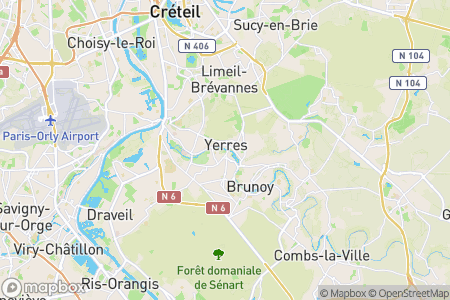 Créteil
Sucy-en-Brie
Choisy-le-Roi
N 406
N 104
Limeil-
Brévannes
N 104
Paris-Orly Airport
Yerres
Brunoy
N 6
N 6
Savigny-
sur-Orge
Draveil
Viry-Châtillon
Combs-la-Ville
Forêt domaniale
de Sénart
Ris-Orangis
mapbox
© Mapbox © OpenStreetMap